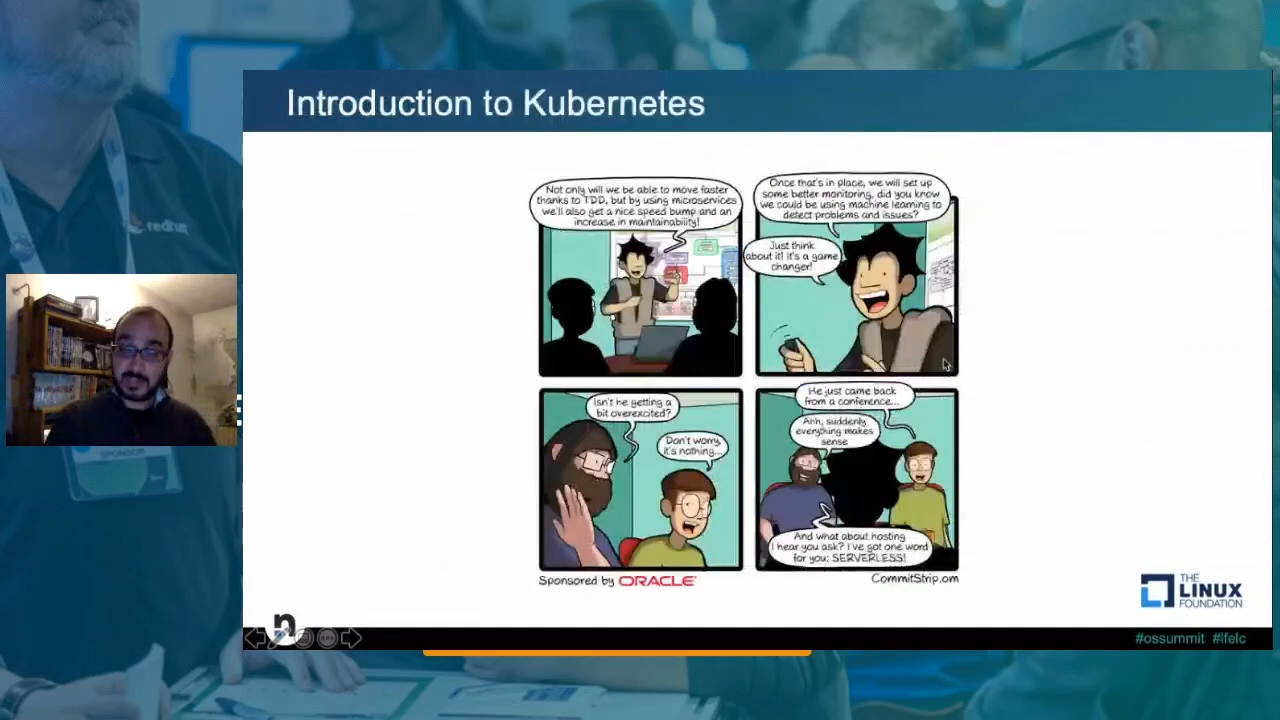 Introduction to Kubernetes
Not only will we be able to move faster
thanks to TDD, but by using microservices
we'll also get a nice speed bump and an
increase in maintainability!
Once that's in place, we will set up
some better monitoring, did you know
we could be using machine learning to
detect problems and issues?
Just think
about it! it's a game
changer!
Isn't he getting a
bit overexcited?
Don't worry,
it's nothing...
He just came back
from a conference...
Ahh, suddenly
everything makes
sense
And what about hosting
I hear you ask? I've got one word
for you: SERVERLESS!
Sponsored by ORACLE
CommitStrip.om
THE
LINUX
FOUNDATION
n
#ossummit #lfelc
redhat
SPONSOR